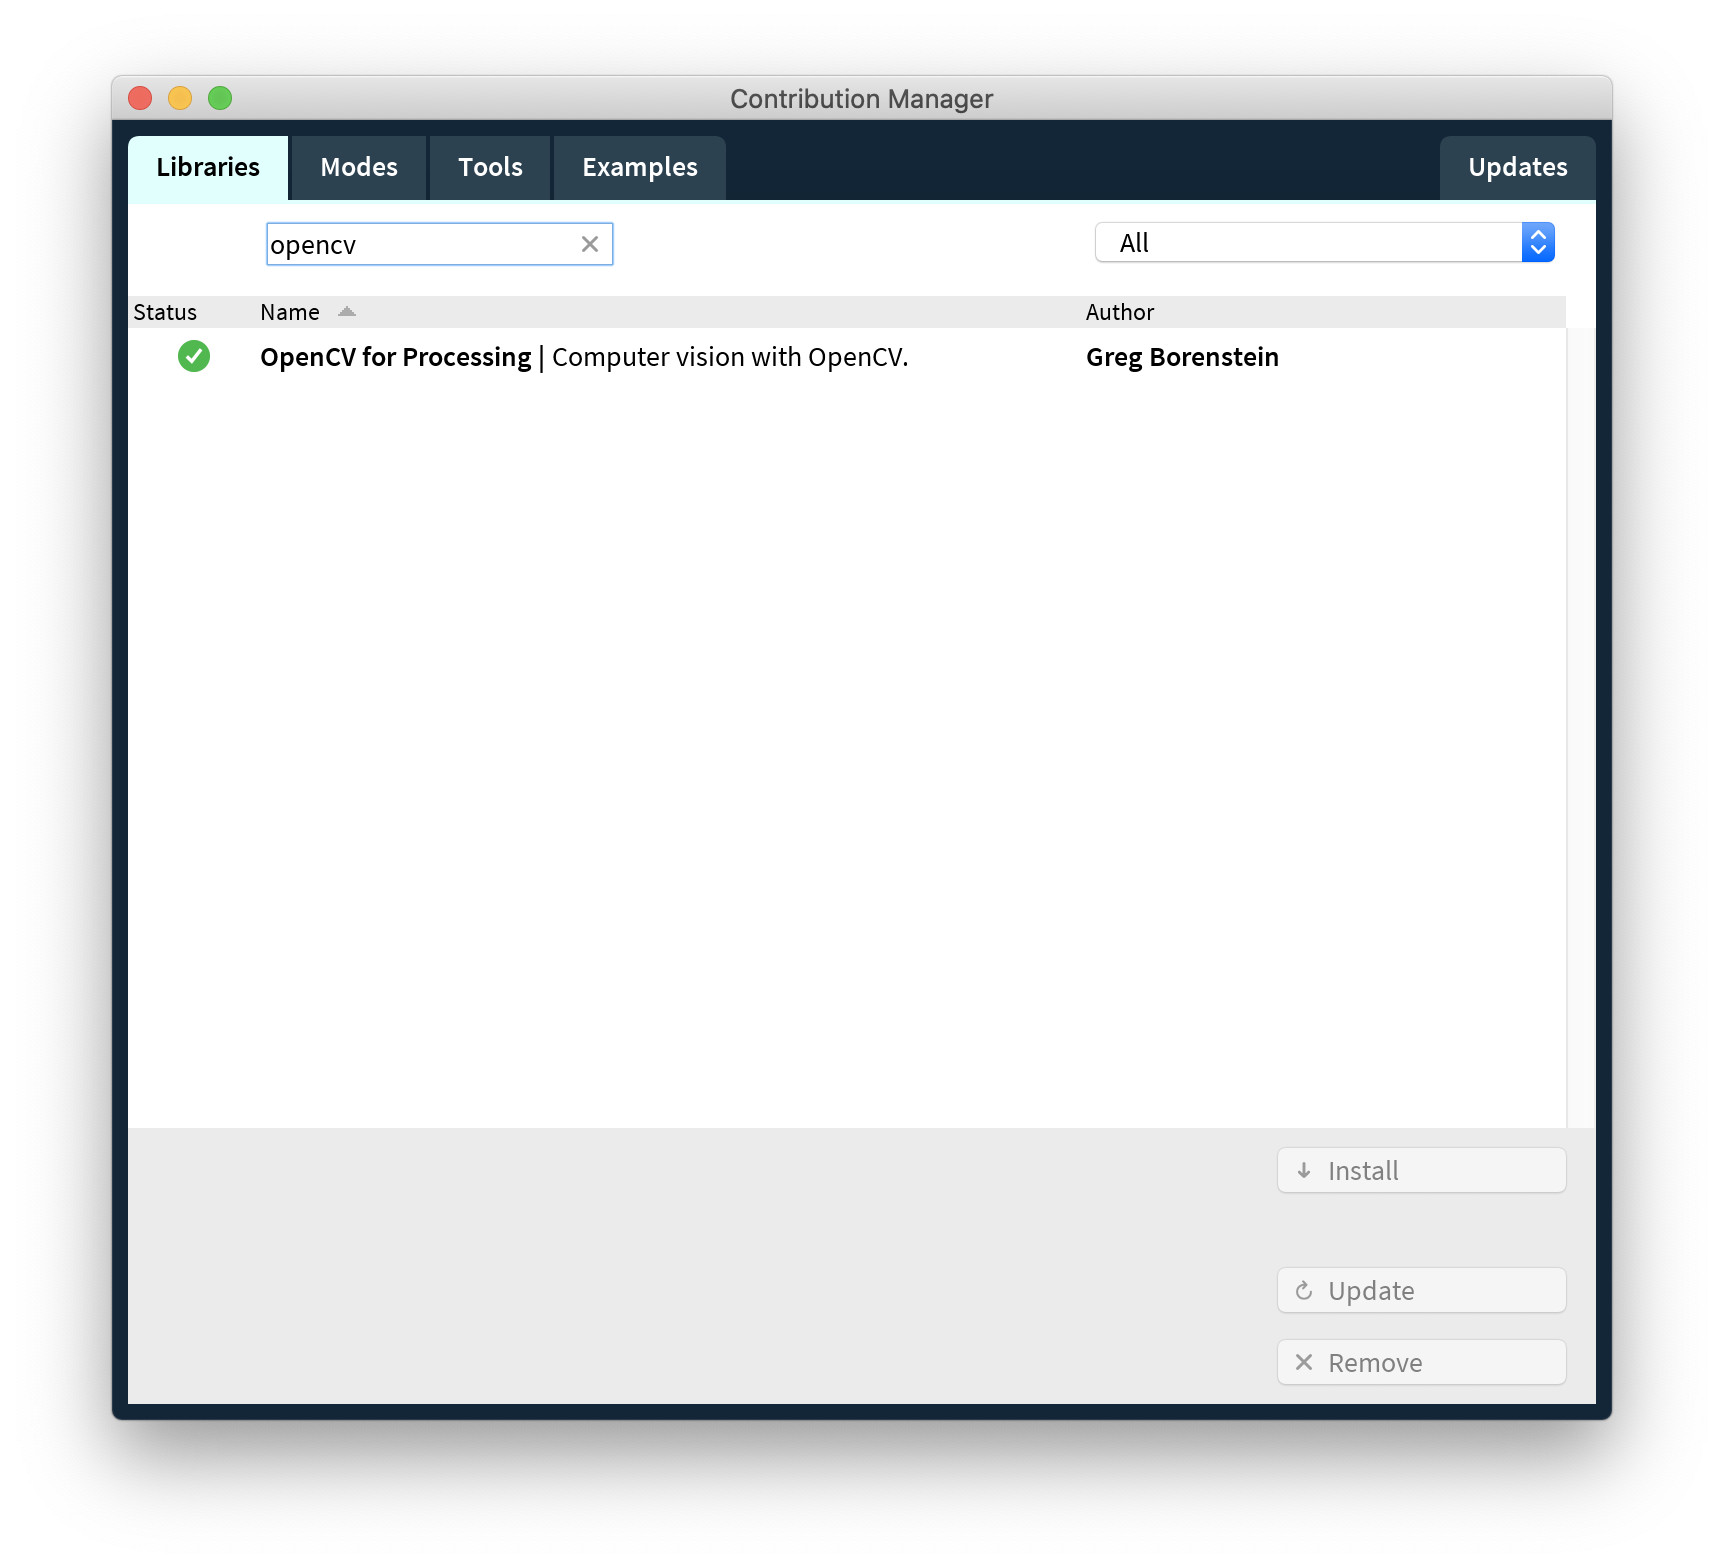 Contribution Manager
Libraries Modes Tools Examples Updates
opencv All
Status Name Author
OpenCV for Processing | Computer vision with OpenCV. Greg Borenstein
Install
Update
Remove